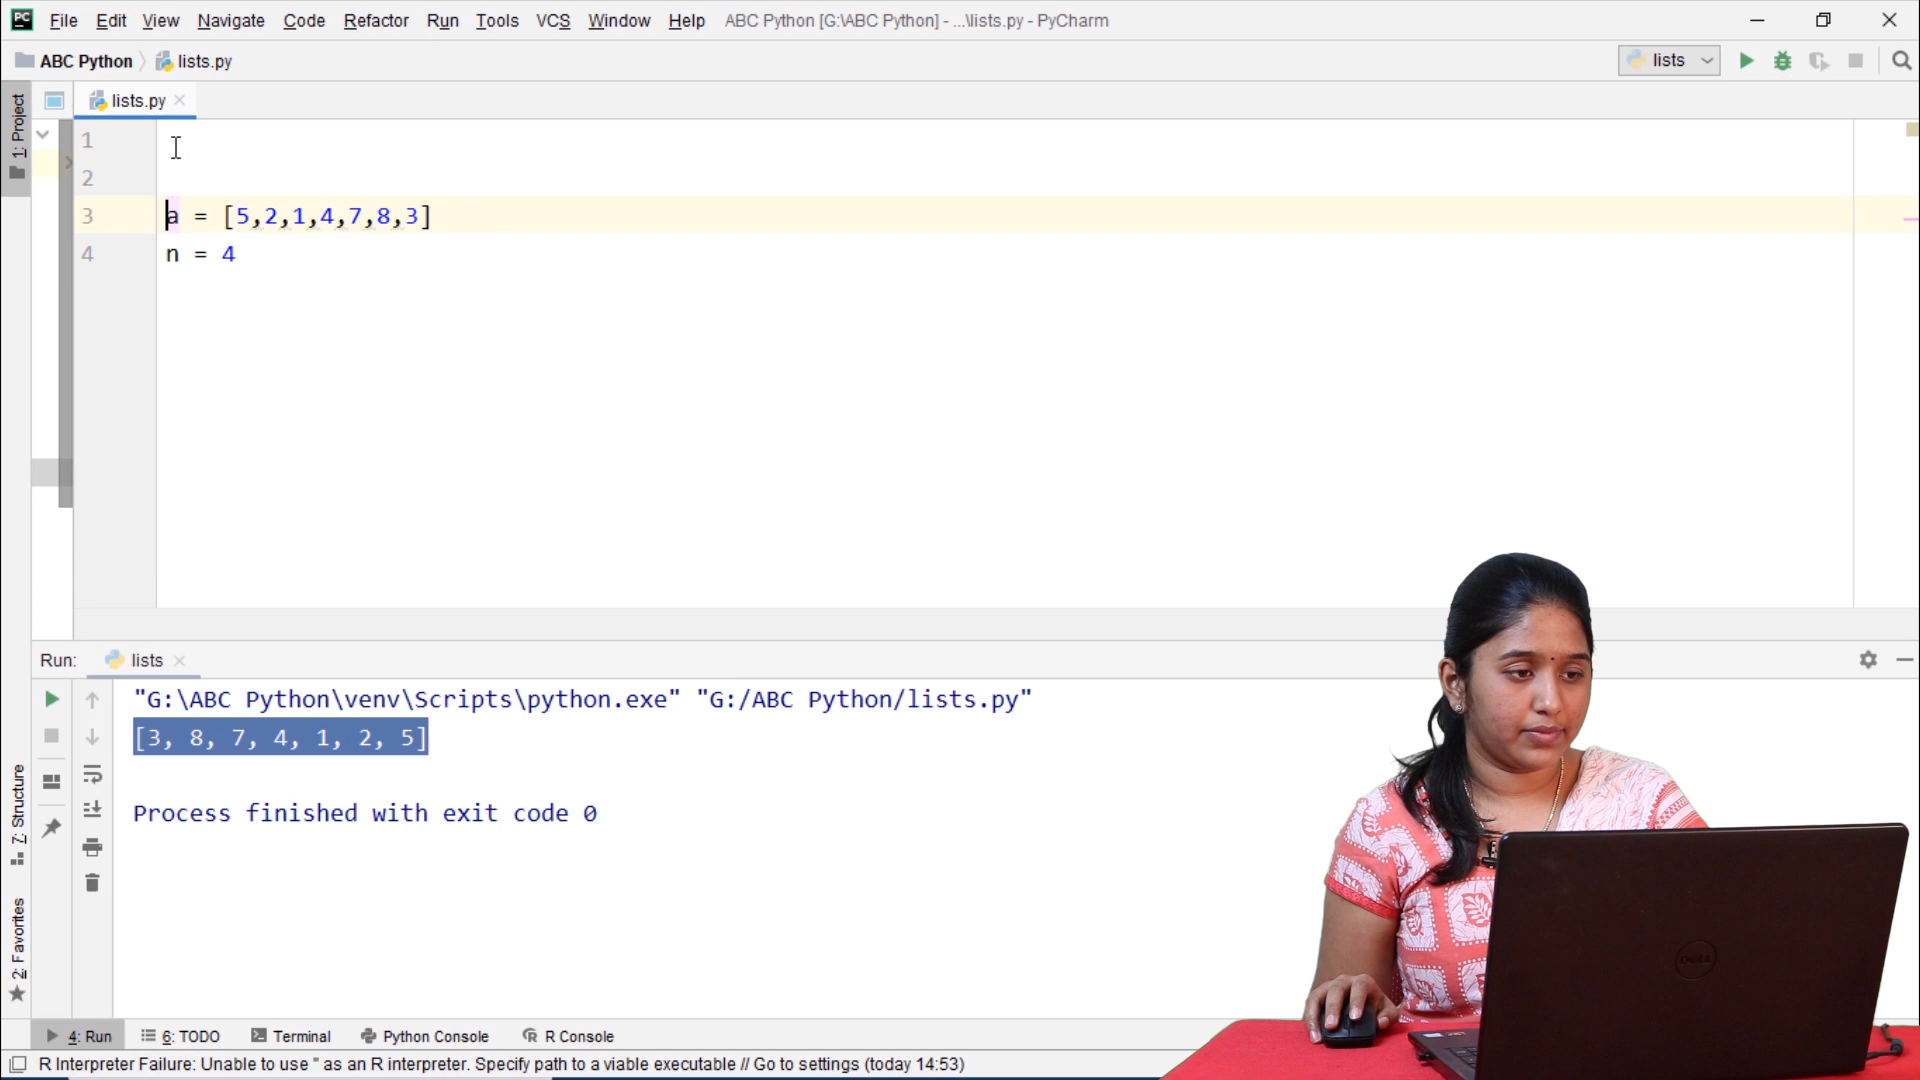 PC File Edit View Navigate Code Refactor Run Tools VCS Window Help ABC Python [G:\ABC Python] - ...\lists.py - PyCharm
ABC Python lists.py lists
1: Project
lists.py
1
2
3 a = [5,2,1,4,7,8,3]
4 n = 4
Run: lists
"G:\ABC Python\venv\Scripts\python.exe" "G:/ABC Python/lists.py"
[3, 8, 7, 4, 1, 2, 5]
Process finished with exit code 0
7: Structure
2: Favorites
DELL
4: Run 6: TODO Terminal Python Console R Console
R Interpreter Failure: Unable to use '' as an R interpreter. Specify path to a viable executable // Go to settings (today 14:53)